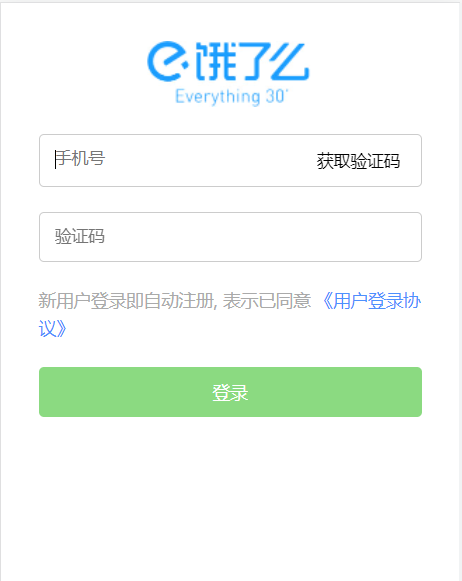 e饿了么
Everything 30'
手机号 获取验证码
验证码
新用户登录即自动注册, 表示已同意 《用户登录协
议》
登录